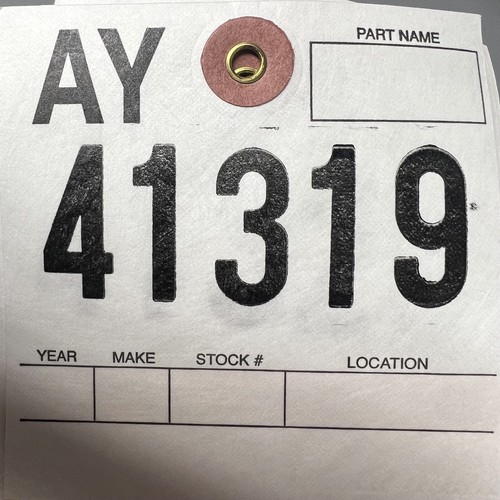 AY
PART NAME
41319
YEAR MAKE STOCK # LOCATION